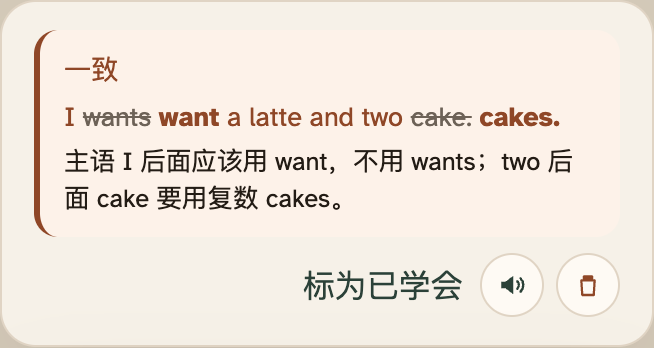 一致
I wants want a latte and two cake. cakes.
主语 I 后面应该用 want，不用 wants；two 后
面 cake 要用复数 cakes。
标为已学会